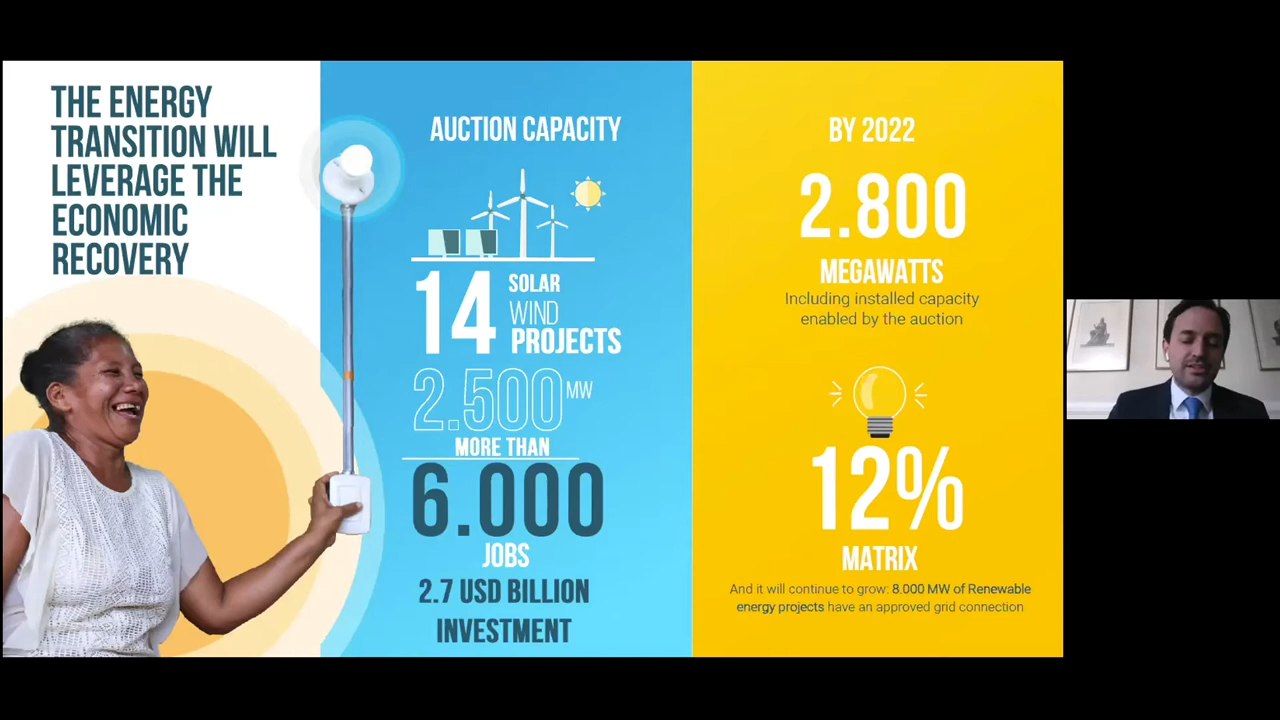 THE ENERGY
TRANSITION WILL
LEVERAGE THE
ECONOMIC
RECOVERY
AUCTION CAPACITY
14 SOLAR
WIND
PROJECTS
2.500 MW
MORE THAN
6.000
JOBS
2.7 USD BILLION
INVESTMENT
BY 2022
2.800
MEGAWATTS
Including installed capacity
enabled by the auction
12%
MATRIX
And it will continue to grow: 8.000 MW of Renewable
energy projects have an approved grid connection